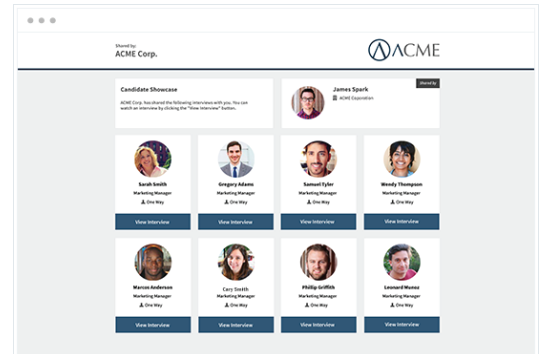 Shared by:
ACME Corp.
ACME
Candidate Showcase
ACME Corp. has shared the following interviews with you. You can
watch an interview by clicking the "View Interview" button.
James Spark
ACME Coporation
Shared by
Sarah Smith
Marketing Manager
One Way
View Interview
Gregory Adams
Marketing Manager
One Way
View Interview
Samuel Tyler
Marketing Manager
One Way
View Interview
Wendy Thompson
Marketing Manager
One Way
View Interview
Marcus Anderson
Marketing Manager
One Way
View Interview
Cary Smith
Marketing Manager
One Way
View Interview
Phillip Griffith
Marketing Manager
One Way
View Interview
Leonard Munoz
Marketing Manager
One Way
View Interview